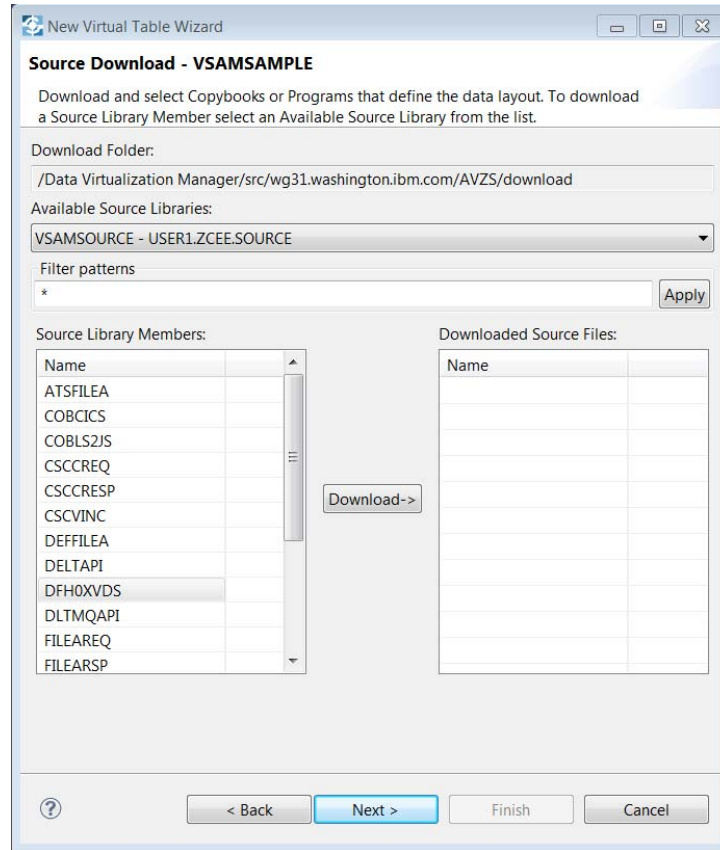 New Virtual Table Wizard
Source Download - VSAMSAMPLE
Download and select Copybooks or Programs that define the data layout. To download
a Source Library Member select an Available Source Library from the list.
Download Folder:
/Data Virtualization Manager/src/wg31.washington.ibm.com/AVZS/download
Available Source Libraries:
VSAMSOURCE - USER1.ZCEE.SOURCE
Filter patterns
*
Apply
Source Library Members:
Name
ATSFILEA
COBCICS
COBLS2JS
CSCCREQ
CSCCRESP
CSCVINC
DEFFILEA
DELTAPI
DFH0XVDS
DLTMQAPI
FILEAREQ
FILEARSP
Download->
Downloaded Source Files:
Name
?
< Back
Next >
Finish
Cancel